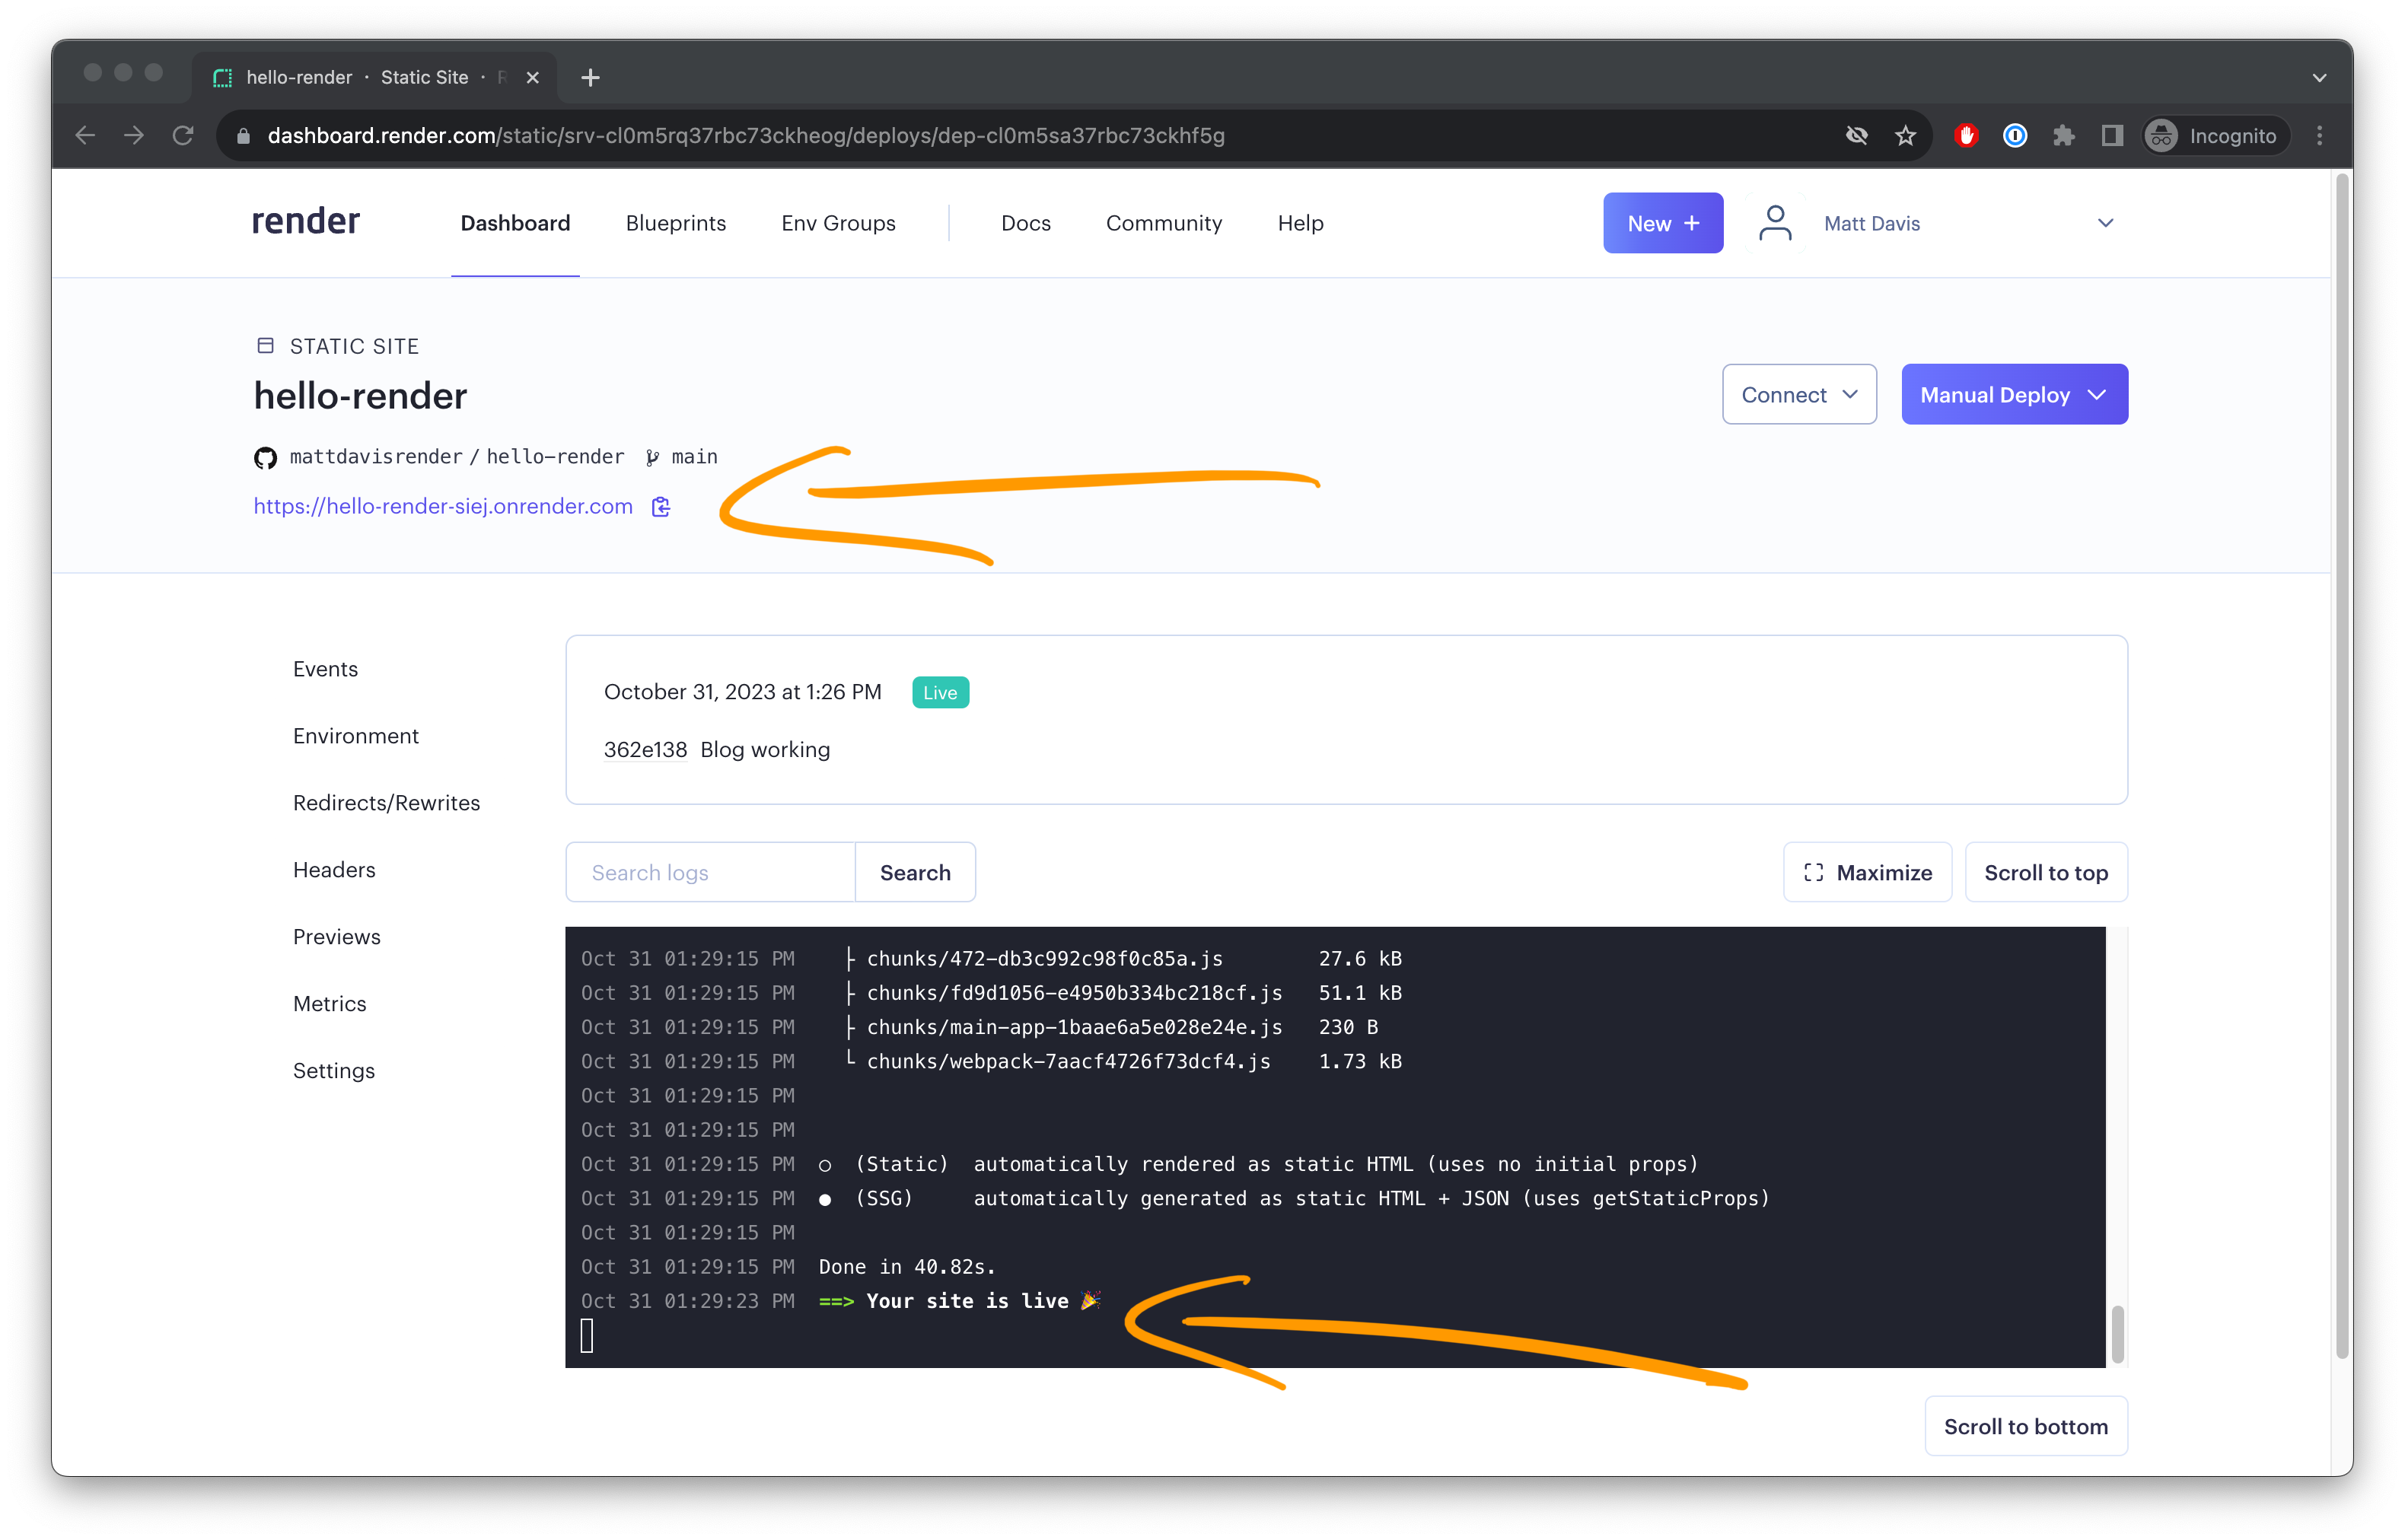 hello-render · Static Site · R
dashboard.render.com/static/srv-cl0m5rq37rbc73ckheog/deploys/dep-cl0m5sa37rbc73ckhf5g
Incognito
render Dashboard Blueprints Env Groups Docs Community Help New + Matt Davis
STATIC SITE
hello-render
Connect Manual Deploy
mattdavisrender / hello-render main
https://hello-render-siej.onrender.com
Events
Environment
Redirects/Rewrites
Headers
Previews
Metrics
Settings
October 31, 2023 at 1:26 PM Live
362e138 Blog working
Search logs Search Maximize Scroll to top
Oct 31 01:29:15 PM ├ chunks/472-db3c992c98f0c85a.js 27.6 kB
Oct 31 01:29:15 PM ├ chunks/fd9d1056-e4950b334bc218cf.js 51.1 kB
Oct 31 01:29:15 PM ├ chunks/main-app-1baae6a5e028e24e.js 230 B
Oct 31 01:29:15 PM └ chunks/webpack-7aacf4726f73dcf4.js 1.73 kB
Oct 31 01:29:15 PM
Oct 31 01:29:15 PM
Oct 31 01:29:15 PM ○ (Static) automatically rendered as static HTML (uses no initial props)
Oct 31 01:29:15 PM ● (SSG) automatically generated as static HTML + JSON (uses getStaticProps)
Oct 31 01:29:15 PM
Oct 31 01:29:15 PM Done in 40.82s.
Oct 31 01:29:23 PM ==> Your site is live 🎉
Scroll to bottom